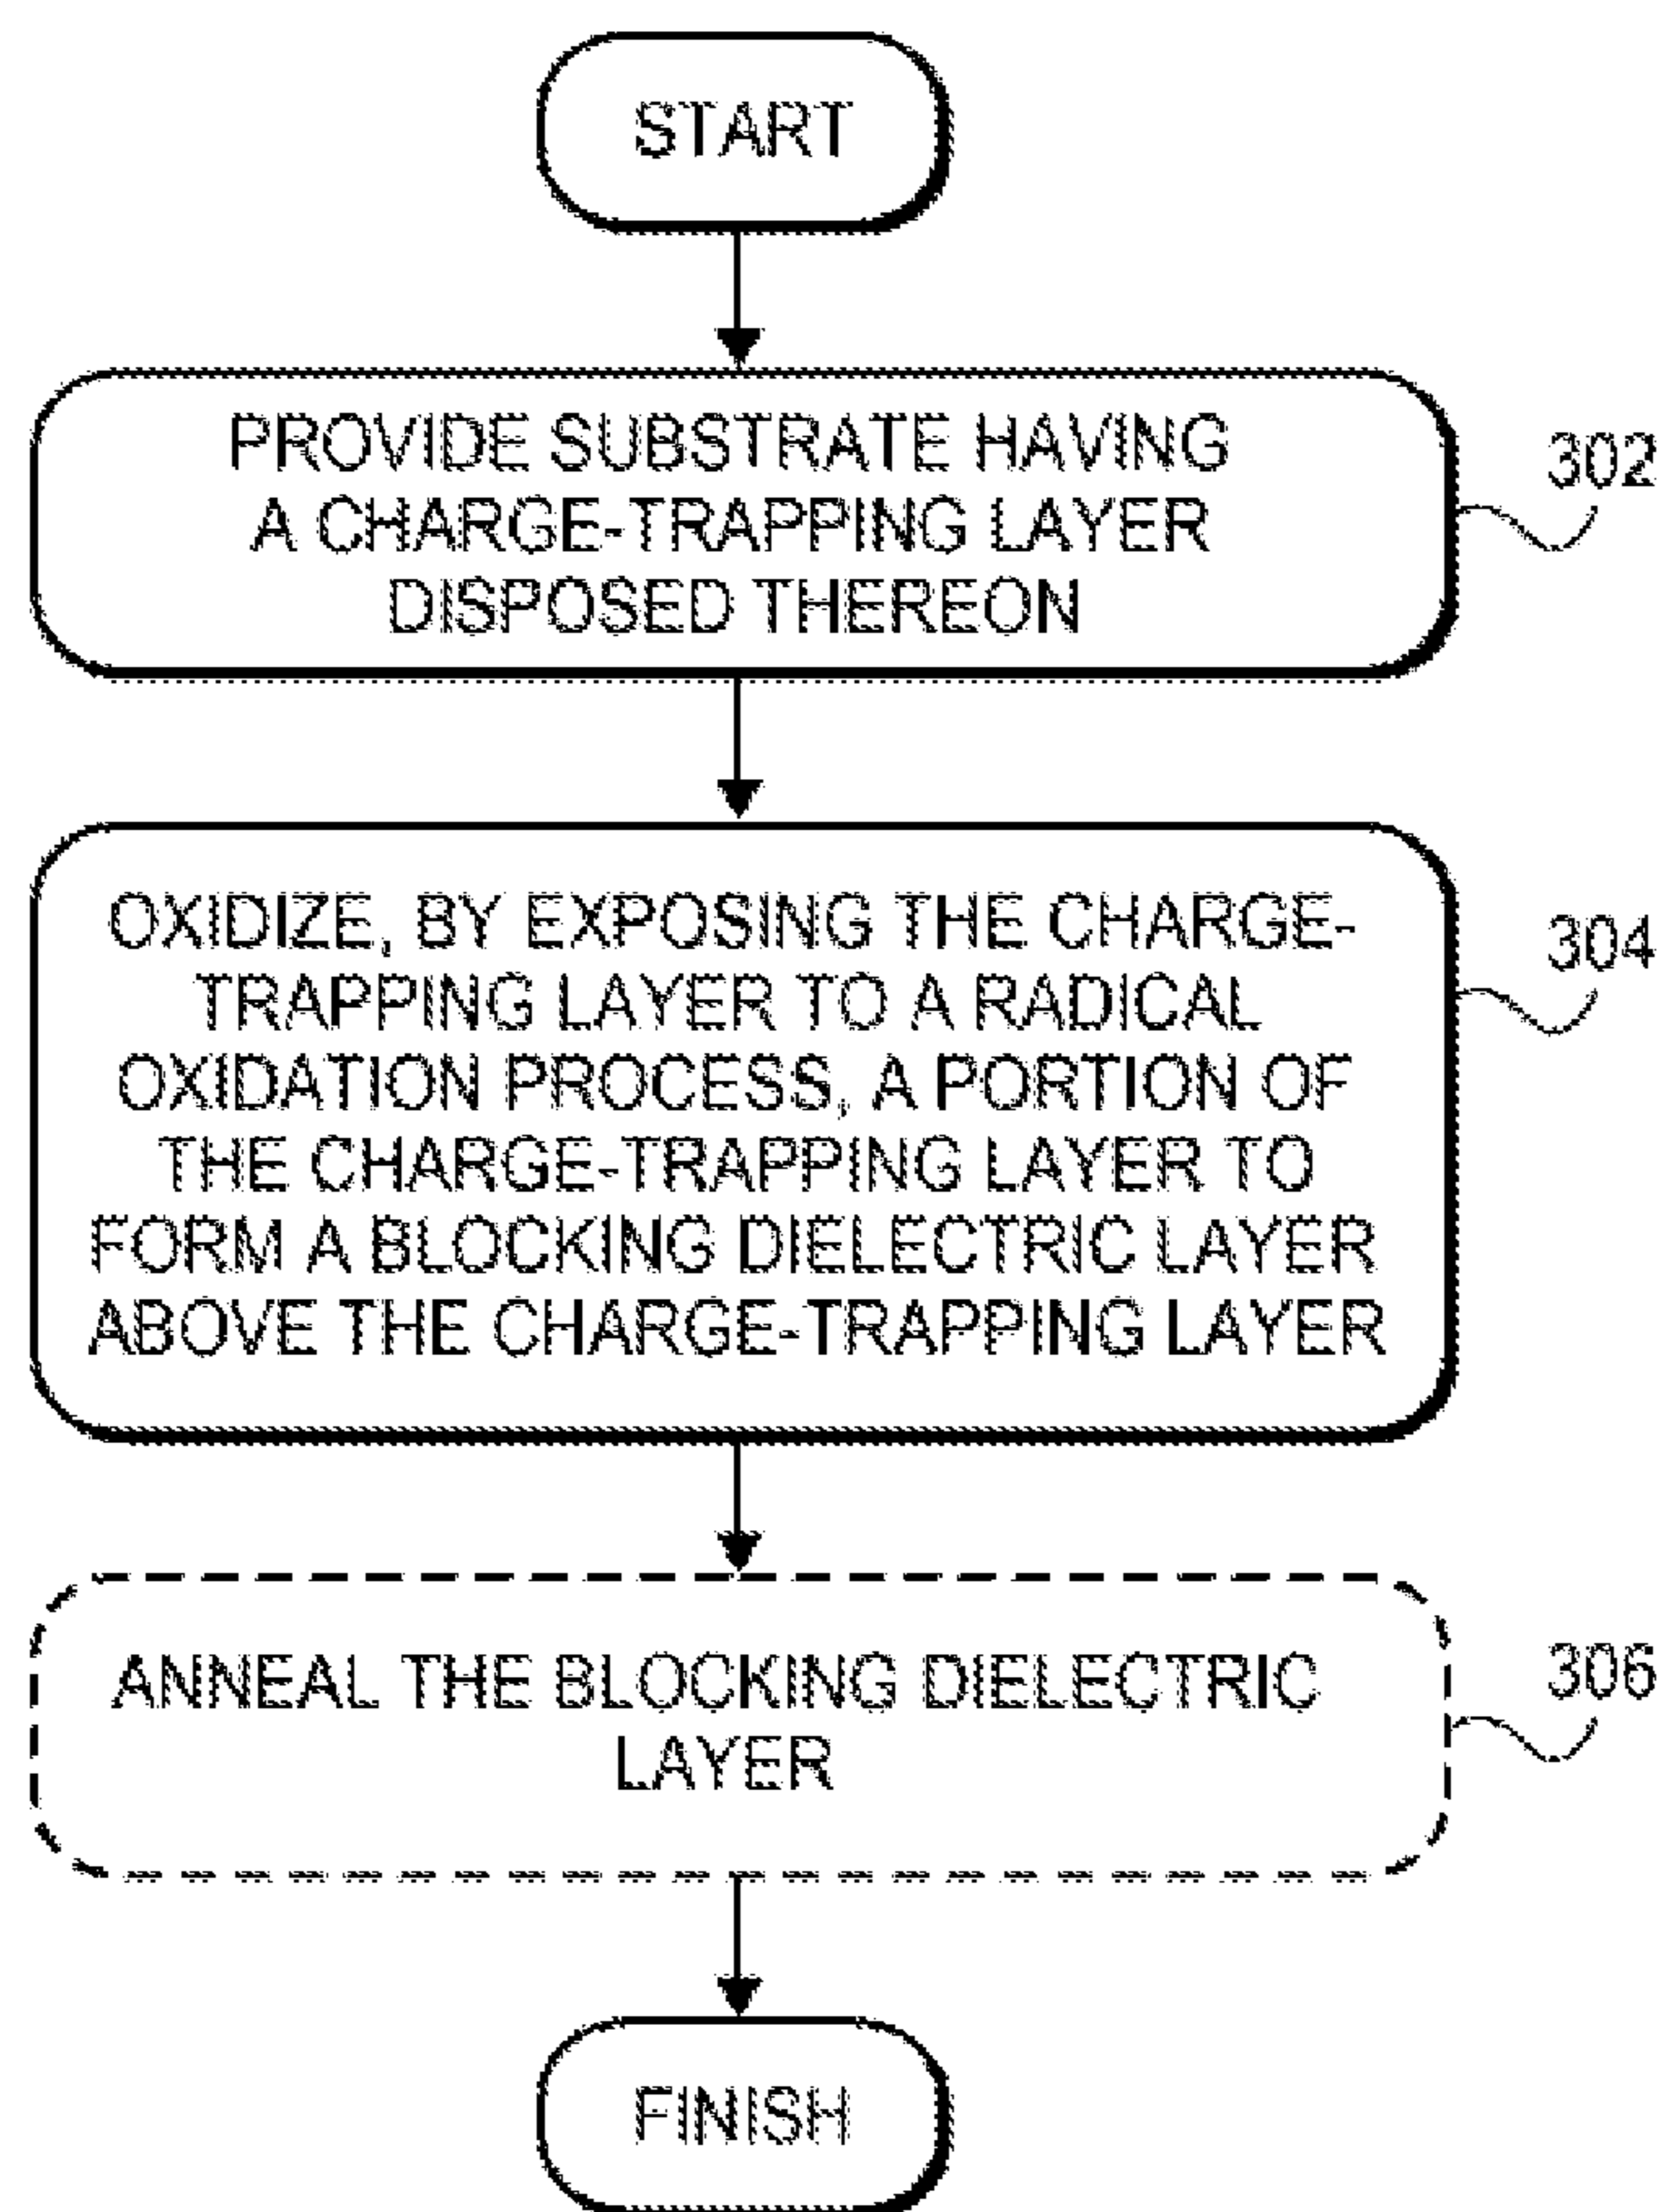 START
PROVIDE SUBSTRATE HAVING
A CHARGE-TRAPPING LAYER
DISPOSED THEREON
302
OXIDIZE, BY EXPOSING THE CHARGE-
TRAPPING LAYER TO A RADICAL
OXIDATION PROCESS, A PORTION OF
THE CHARGE-TRAPPING LAYER TO
FORM A BLOCKING DIELECTRIC LAYER
ABOVE THE CHARGE-TRAPPING LAYER
304
ANNEAL THE BLOCKING DIELECTRIC
LAYER
306
FINISH